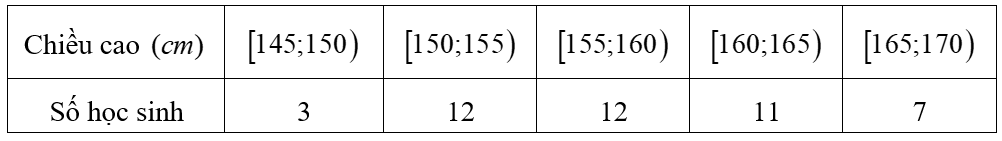 Chiều cao (cm) [145;150) [150;155) [155;160) [160;165) [165;170)
Số học sinh 3 12 12 11 7